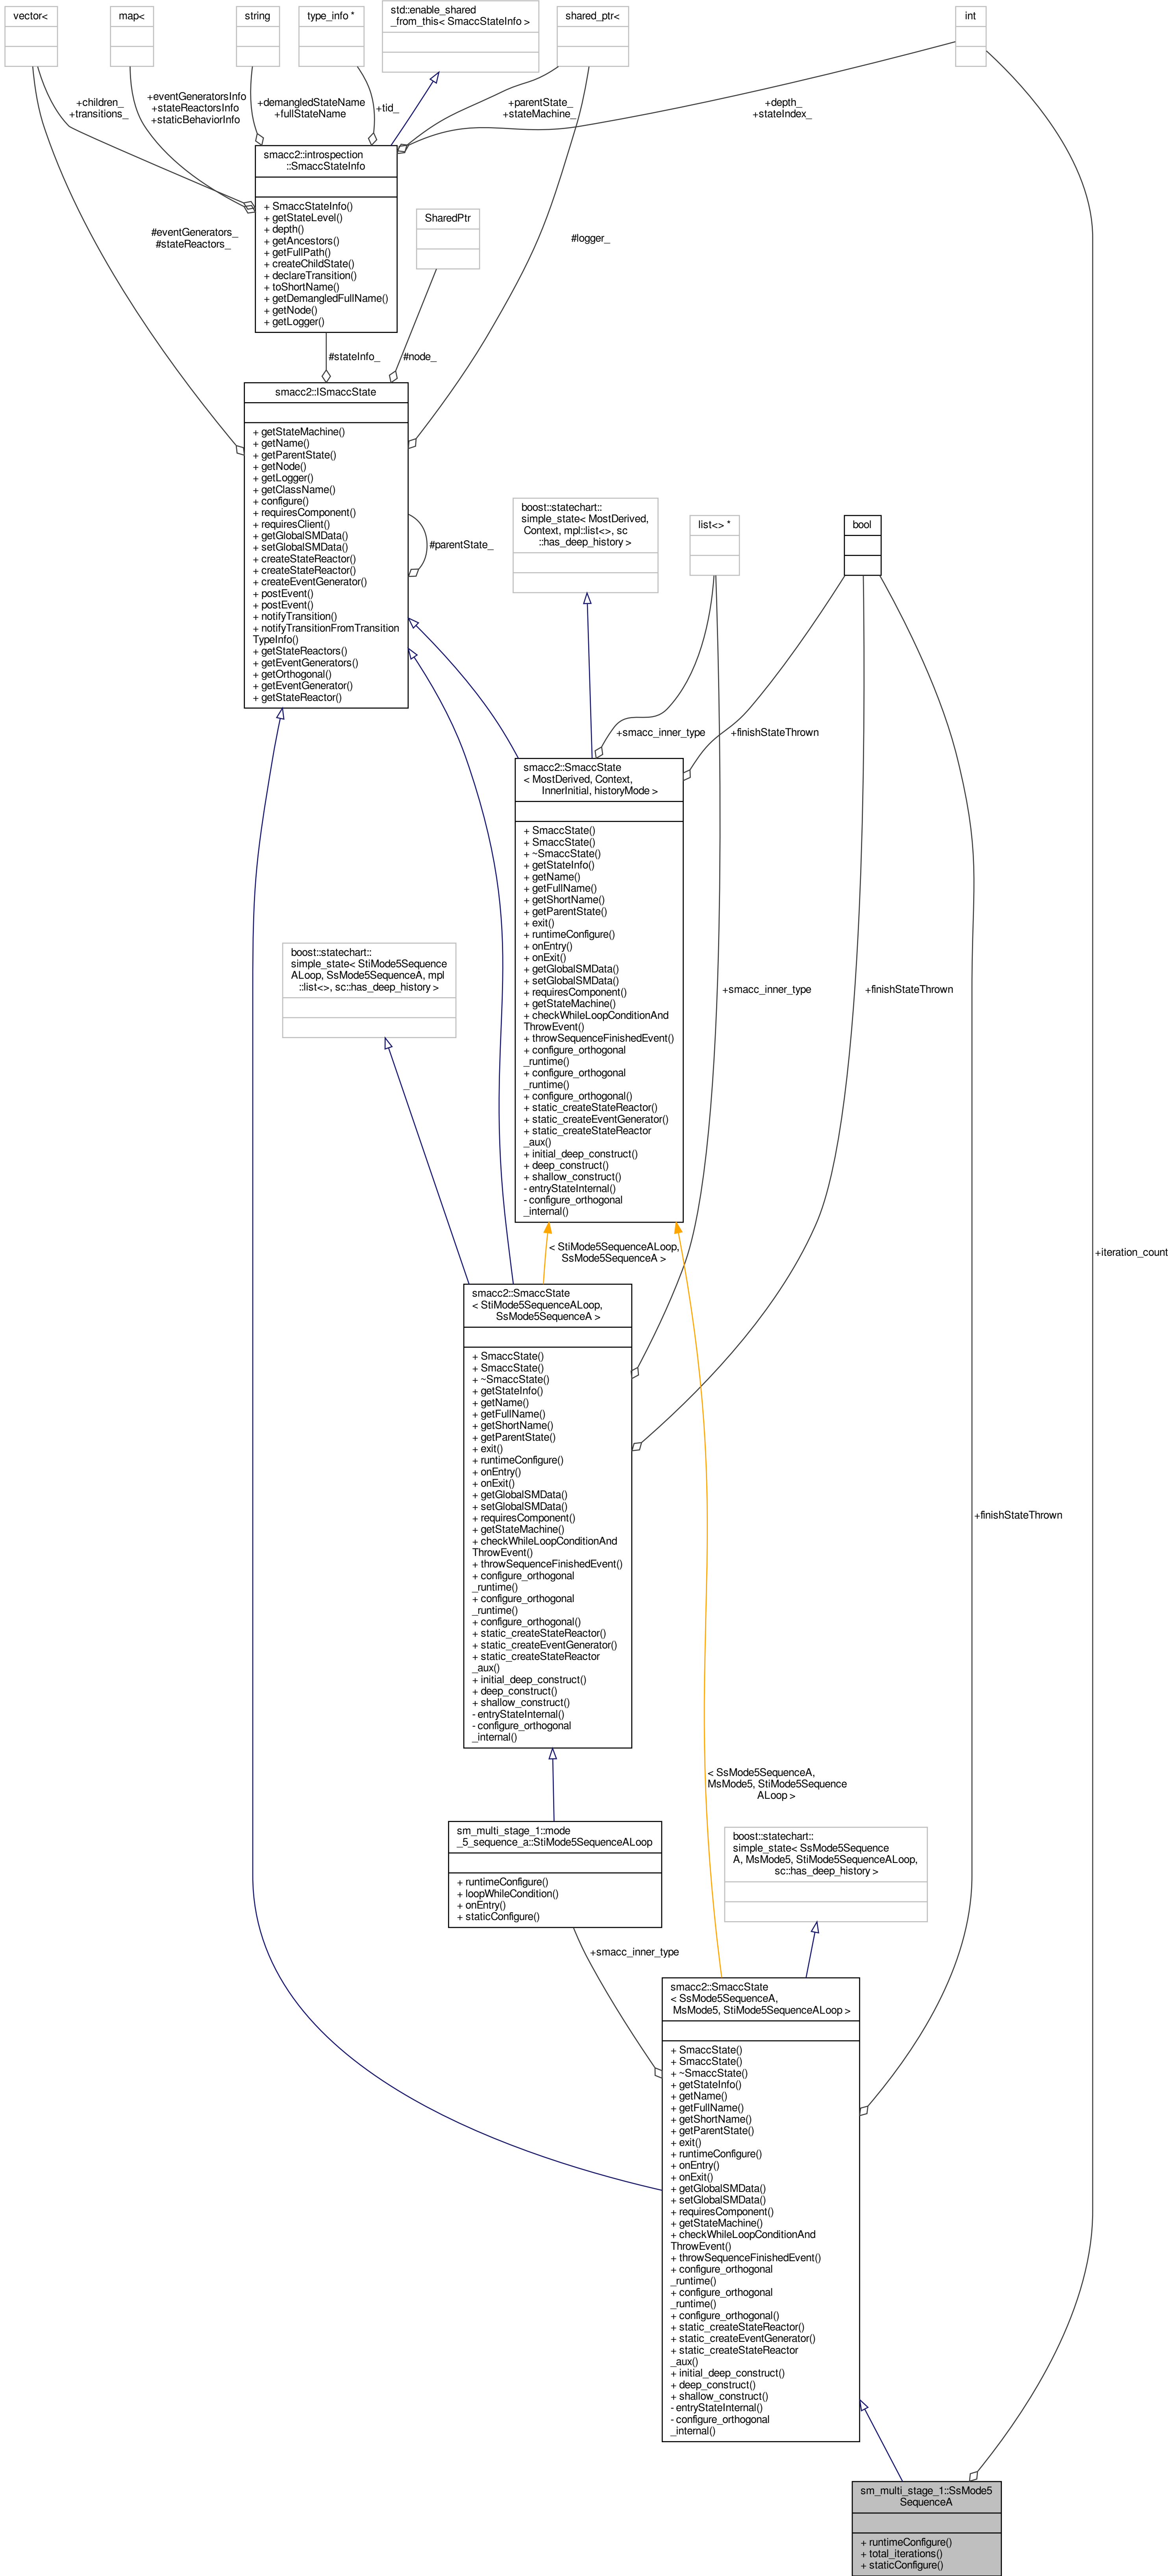 vector<
map<
string
type_info *
std::enable_shared
_from_this< SmaccStateInfo >
shared_ptr<
int
+children_
+transitions_
+eventGeneratorsInfo
+stateReactorsInfo
+staticBehaviorInfo
+demangledStateName
+fullStateName
+tid_
+parentState_
+stateMachine_
+depth_
+stateIndex_
smacc2::introspection
::SmaccStateInfo
+ SmaccStateInfo()
+ getStateLevel()
+ depth()
+ getAncestors()
+ getFullPath()
+ createChildState()
+ declareTransition()
+ toShortName()
+ getDemangledFullName()
+ getNode()
+ getLogger()
SharedPtr
#eventGenerators_
#stateReactors_
#logger_
#stateInfo_
#node_
smacc2::ISmaccState
+ getStateMachine()
+ getName()
+ getParentState()
+ getNode()
+ getLogger()
+ getClassName()
+ configure()
+ requiresComponent()
+ requiresClient()
+ getGlobalSMData()
+ setGlobalSMData()
+ createStateReactor()
+ createStateReactor()
+ createEventGenerator()
+ postEvent()
+ postEvent()
+ notifyTransition()
+ notifyTransitionFromTransition
TypeInfo()
+ getStateReactors()
+ getEventGenerators()
+ getOrthogonal()
+ getEventGenerator()
+ getStateReactor()
#parentState_
boost::statechart::
simple_state< MostDerived,
Context, mpl::list<>, sc
::has_deep_history >
list<> *
bool
+smacc_inner_type
+finishStateThrown
smacc2::SmaccState
< MostDerived, Context,
InnerInitial, historyMode >
+ SmaccState()
+ SmaccState()
+ ~SmaccState()
+ getStateInfo()
+ getName()
+ getFullName()
+ getShortName()
+ getParentState()
+ exit()
+ runtimeConfigure()
+ onEntry()
+ onExit()
+ getGlobalSMData()
+ setGlobalSMData()
+ requiresComponent()
+ getStateMachine()
+ checkWhileLoopConditionAnd
ThrowEvent()
+ throwSequenceFinishedEvent()
+ configure_orthogonal
_runtime()
+ configure_orthogonal
_runtime()
+ configure_orthogonal()
+ static_createStateReactor()
+ static_createEventGenerator()
+ static_createStateReactor
_aux()
+ initial_deep_construct()
+ deep_construct()
+ shallow_construct()
- entryStateInternal()
- configure_orthogonal
_internal()
boost::statechart::
simple_state< StiMode5Sequence
ALoop, SsMode5SequenceA, mpl
::list<>, sc::has_deep_history >
+smacc_inner_type
+finishStateThrown
< StiMode5SequenceALoop,
SsMode5SequenceA >
+iteration_count
smacc2::SmaccState
< StiMode5SequenceALoop,
SsMode5SequenceA >
+ SmaccState()
+ SmaccState()
+ ~SmaccState()
+ getStateInfo()
+ getName()
+ getFullName()
+ getShortName()
+ getParentState()
+ exit()
+ runtimeConfigure()
+ onEntry()
+ onExit()
+ getGlobalSMData()
+ setGlobalSMData()
+ requiresComponent()
+ getStateMachine()
+ checkWhileLoopConditionAnd
ThrowEvent()
+ throwSequenceFinishedEvent()
+ configure_orthogonal
_runtime()
+ configure_orthogonal
_runtime()
+ configure_orthogonal()
+ static_createStateReactor()
+ static_createEventGenerator()
+ static_createStateReactor
_aux()
+ initial_deep_construct()
+ deep_construct()
+ shallow_construct()
- entryStateInternal()
- configure_orthogonal
_internal()
+finishStateThrown
< SsMode5SequenceA,
MsMode5, StiMode5Sequence
ALoop >
sm_multi_stage_1::mode
_5_sequence_a::StiMode5SequenceALoop
+ runtimeConfigure()
+ loopWhileCondition()
+ onEntry()
+ staticConfigure()
boost::statechart::
simple_state< SsMode5Sequence
A, MsMode5, StiMode5SequenceALoop,
sc::has_deep_history >
+smacc_inner_type
smacc2::SmaccState
< SsMode5SequenceA,
MsMode5, StiMode5SequenceALoop >
+ SmaccState()
+ SmaccState()
+ ~SmaccState()
+ getStateInfo()
+ getName()
+ getFullName()
+ getShortName()
+ getParentState()
+ exit()
+ runtimeConfigure()
+ onEntry()
+ onExit()
+ getGlobalSMData()
+ setGlobalSMData()
+ requiresComponent()
+ getStateMachine()
+ checkWhileLoopConditionAnd
ThrowEvent()
+ throwSequenceFinishedEvent()
+ configure_orthogonal
_runtime()
+ configure_orthogonal
_runtime()
+ configure_orthogonal()
+ static_createStateReactor()
+ static_createEventGenerator()
+ static_createStateReactor
_aux()
+ initial_deep_construct()
+ deep_construct()
+ shallow_construct()
- entryStateInternal()
- configure_orthogonal
_internal()
sm_multi_stage_1::SsMode5
SequenceA
+ runtimeConfigure()
+ total_iterations()
+ staticConfigure()